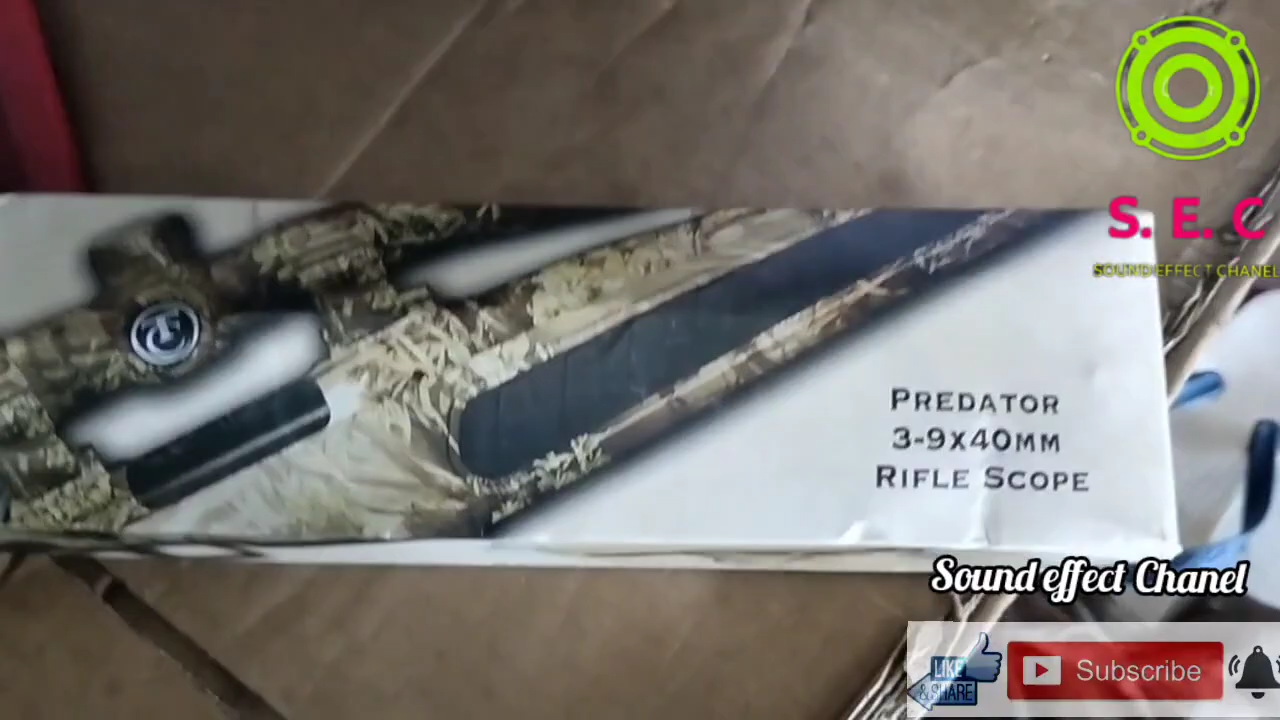 S. E. C
SOUND EFFECT CHANEL
PREDATOR
3-9X40MM
RIFLE SCOPE
Sound effect Chanel
LIKE
&SHARE
Subscribe